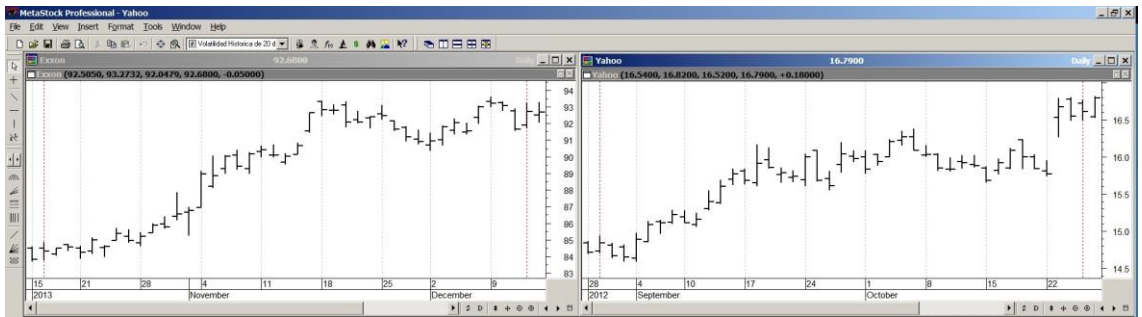 MetaStock Professional - Yahoo
File Edit View Insert Format Tools Window Help
Volatilidad Historica de 20 d
Exxon 92.6800 Daily
Exxon (92.5050, 93.2732, 92.0479, 92.6800, -0.05000)
94
93
92
91
90
89
88
87
86
85
84
83
15 21 28 4 11 18 25 2 9
2013 November December
Yahoo 16.7900 Daily
Yahoo (16.5400, 16.8200, 16.5200, 16.7900, +0.18000)
16.5
16.0
15.5
15.0
14.5
28 4 10 17 24 1 8 15 22
2012 September October